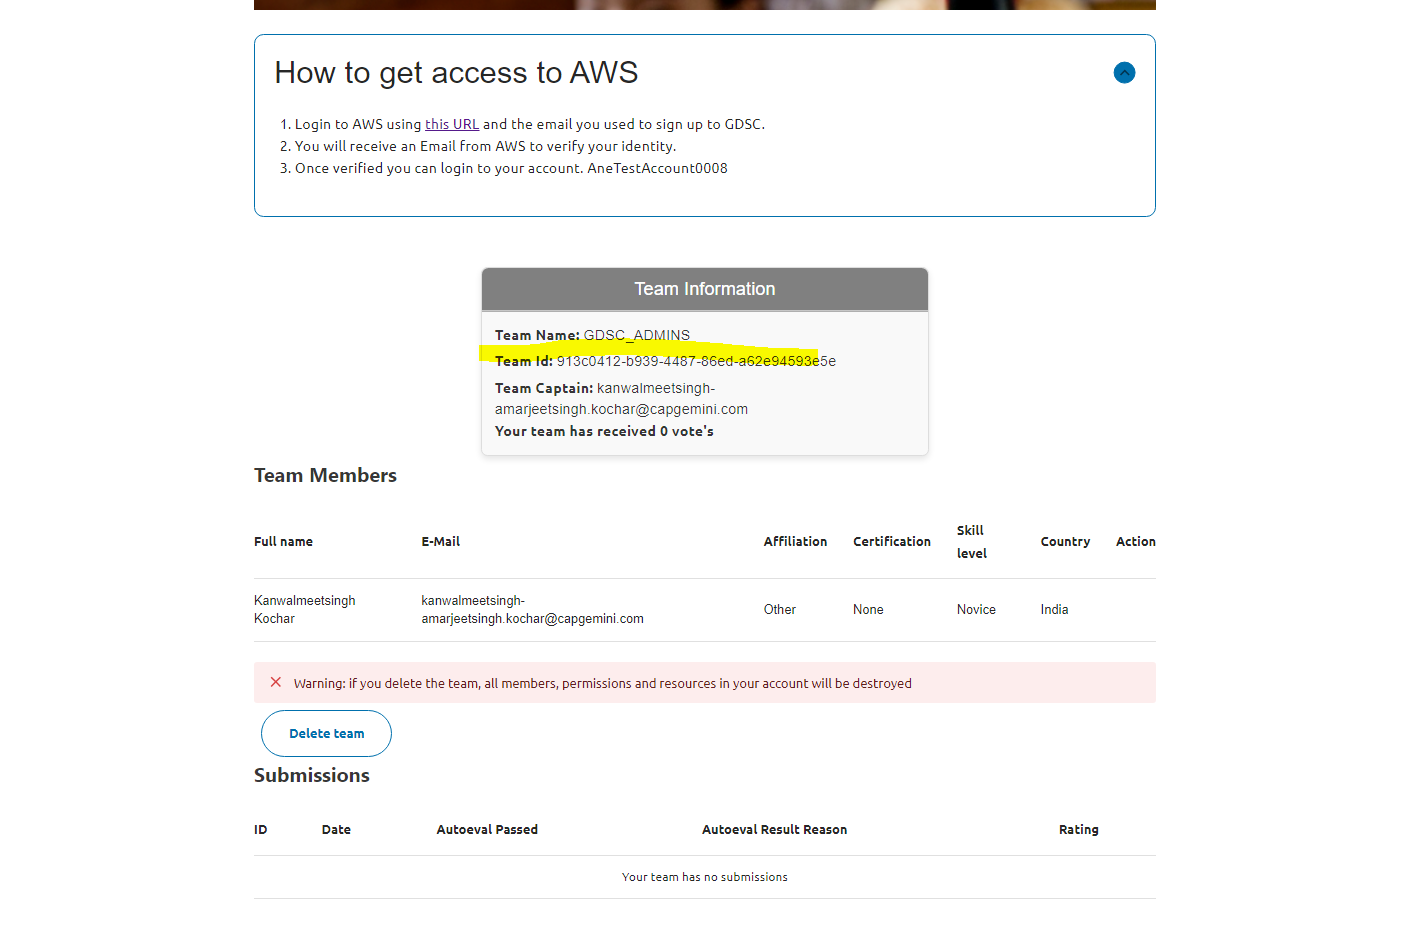 How to get access to AWS
1. Login to AWS using this URL and the email you used to sign up to GDSC.
2. You will receive an Email from AWS to verify your identity.
3. Once verified you can login to your account. AneTestAccount0008
Team Information
Team Name: GDSC_ADMINS
Team Id: 913c0412-b939-4487-86ed-a62e94593e5e
Team Captain: kanwalmeetsingh-
amarjeetsingh.kochar@capgemini.com
Your team has received 0 vote's
Team Members
Full name E-Mail Affiliation Certification Skill level Country Action
Kanwalmeetsingh Kochar kanwalmeetsingh-amarjeetsingh.kochar@capgemini.com Other None Novice India
Warning: if you delete the team, all members, permissions and resources in your account will be destroyed
Delete team
Submissions
ID Date Autoeval Passed Autoeval Result Reason Rating
Your team has no submissions